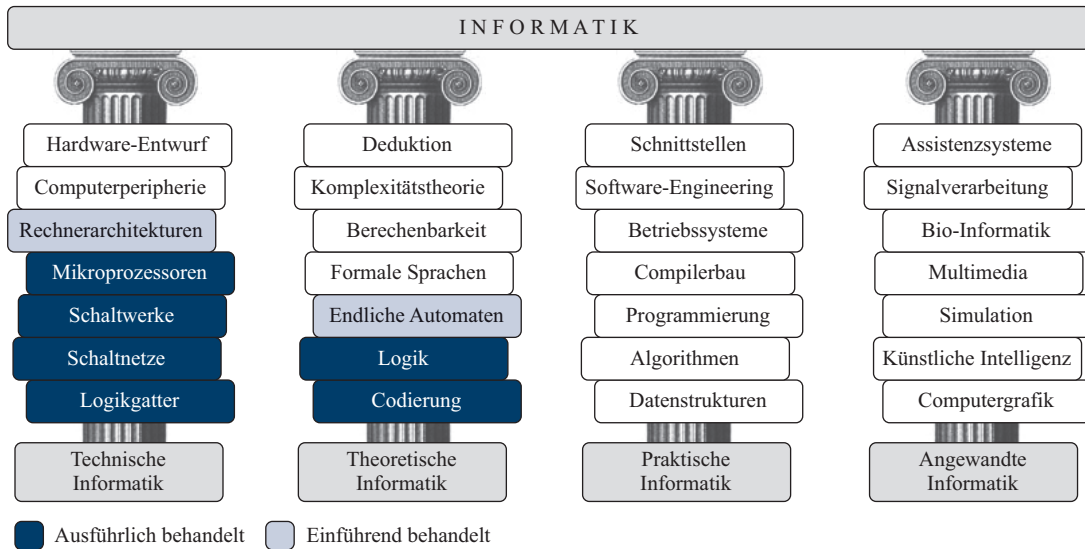 INFORMATIK
Hardware-Entwurf
Computerperipherie
Rechnerarchitekturen
Mikroprozessoren
Schaltwerke
Schaltnetze
Logikgatter
Technische
Informatik
Deduktion
Komplexitätstheorie
Berechenbarkeit
Formale Sprachen
Endliche Automaten
Logik
Codierung
Theoretische
Informatik
Schnittstellen
Software-Engineering
Betriebssysteme
Compilerbau
Programmierung
Algorithmen
Datenstrukturen
Praktische
Informatik
Assistenzsysteme
Signalverarbeitung
Bio-Informatik
Multimedia
Simulation
Künstliche Intelligenz
Computergrafik
Angewandte
Informatik
Ausführlich behandelt
Einführend behandelt